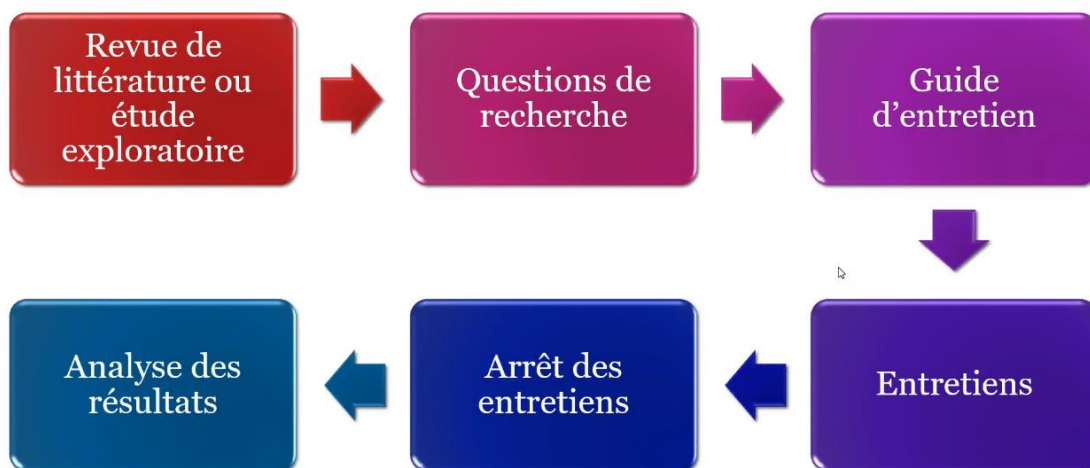 Revue de
littérature ou
étude
exploratoire
Questions de
recherche
Guide
d’entretien
Entretiens
Arrêt des
entretiens
Analyse des
résultats